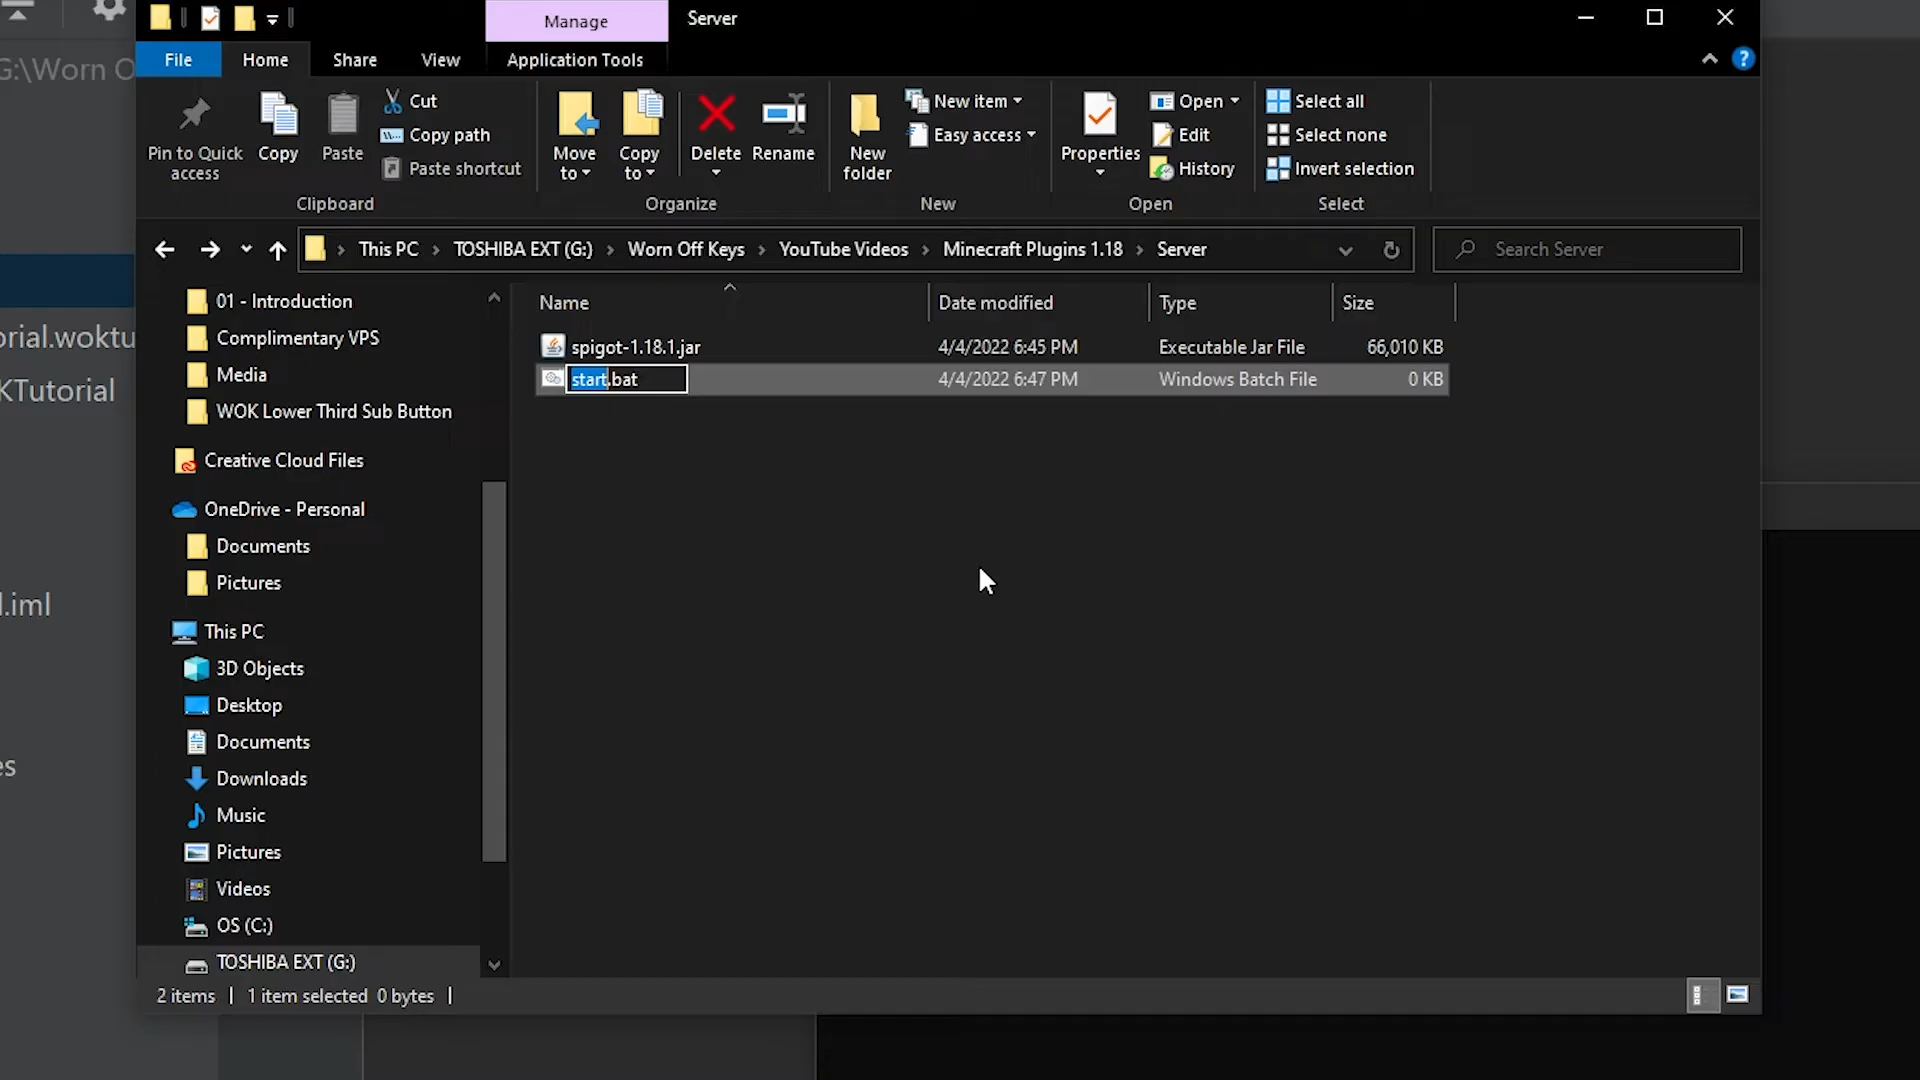 Manage
Server
File
Home
Share
View
Application Tools
Pin to Quick access
Copy
Paste
Cut
Copy path
Paste shortcut
Move to
Copy to
Delete
Rename
New folder
New item
Easy access
Properties
Open
Edit
History
Select all
Select none
Invert selection
Clipboard
Organize
New
Open
Select
This PC > TOSHIBA EXT (G:) > Worn Off Keys > YouTube Videos > Minecraft Plugins 1.18 > Server
Search Server
Name
Date modified
Type
Size
spigot-1.18.1.jar
4/4/2022 6:45 PM
Executable Jar File
66,010 KB
start.bat
4/4/2022 6:47 PM
Windows Batch File
0 KB
01 - Introduction
Complimentary VPS
Media
WOK Lower Third Sub Button
Creative Cloud Files
OneDrive - Personal
Documents
Pictures
This PC
3D Objects
Desktop
Documents
Downloads
Music
Pictures
Videos
OS (C:)
TOSHIBA EXT (G:)
2 items
1 item selected 0 bytes
G:\Worn O
orial.woktu
KTutorial
l.iml
es